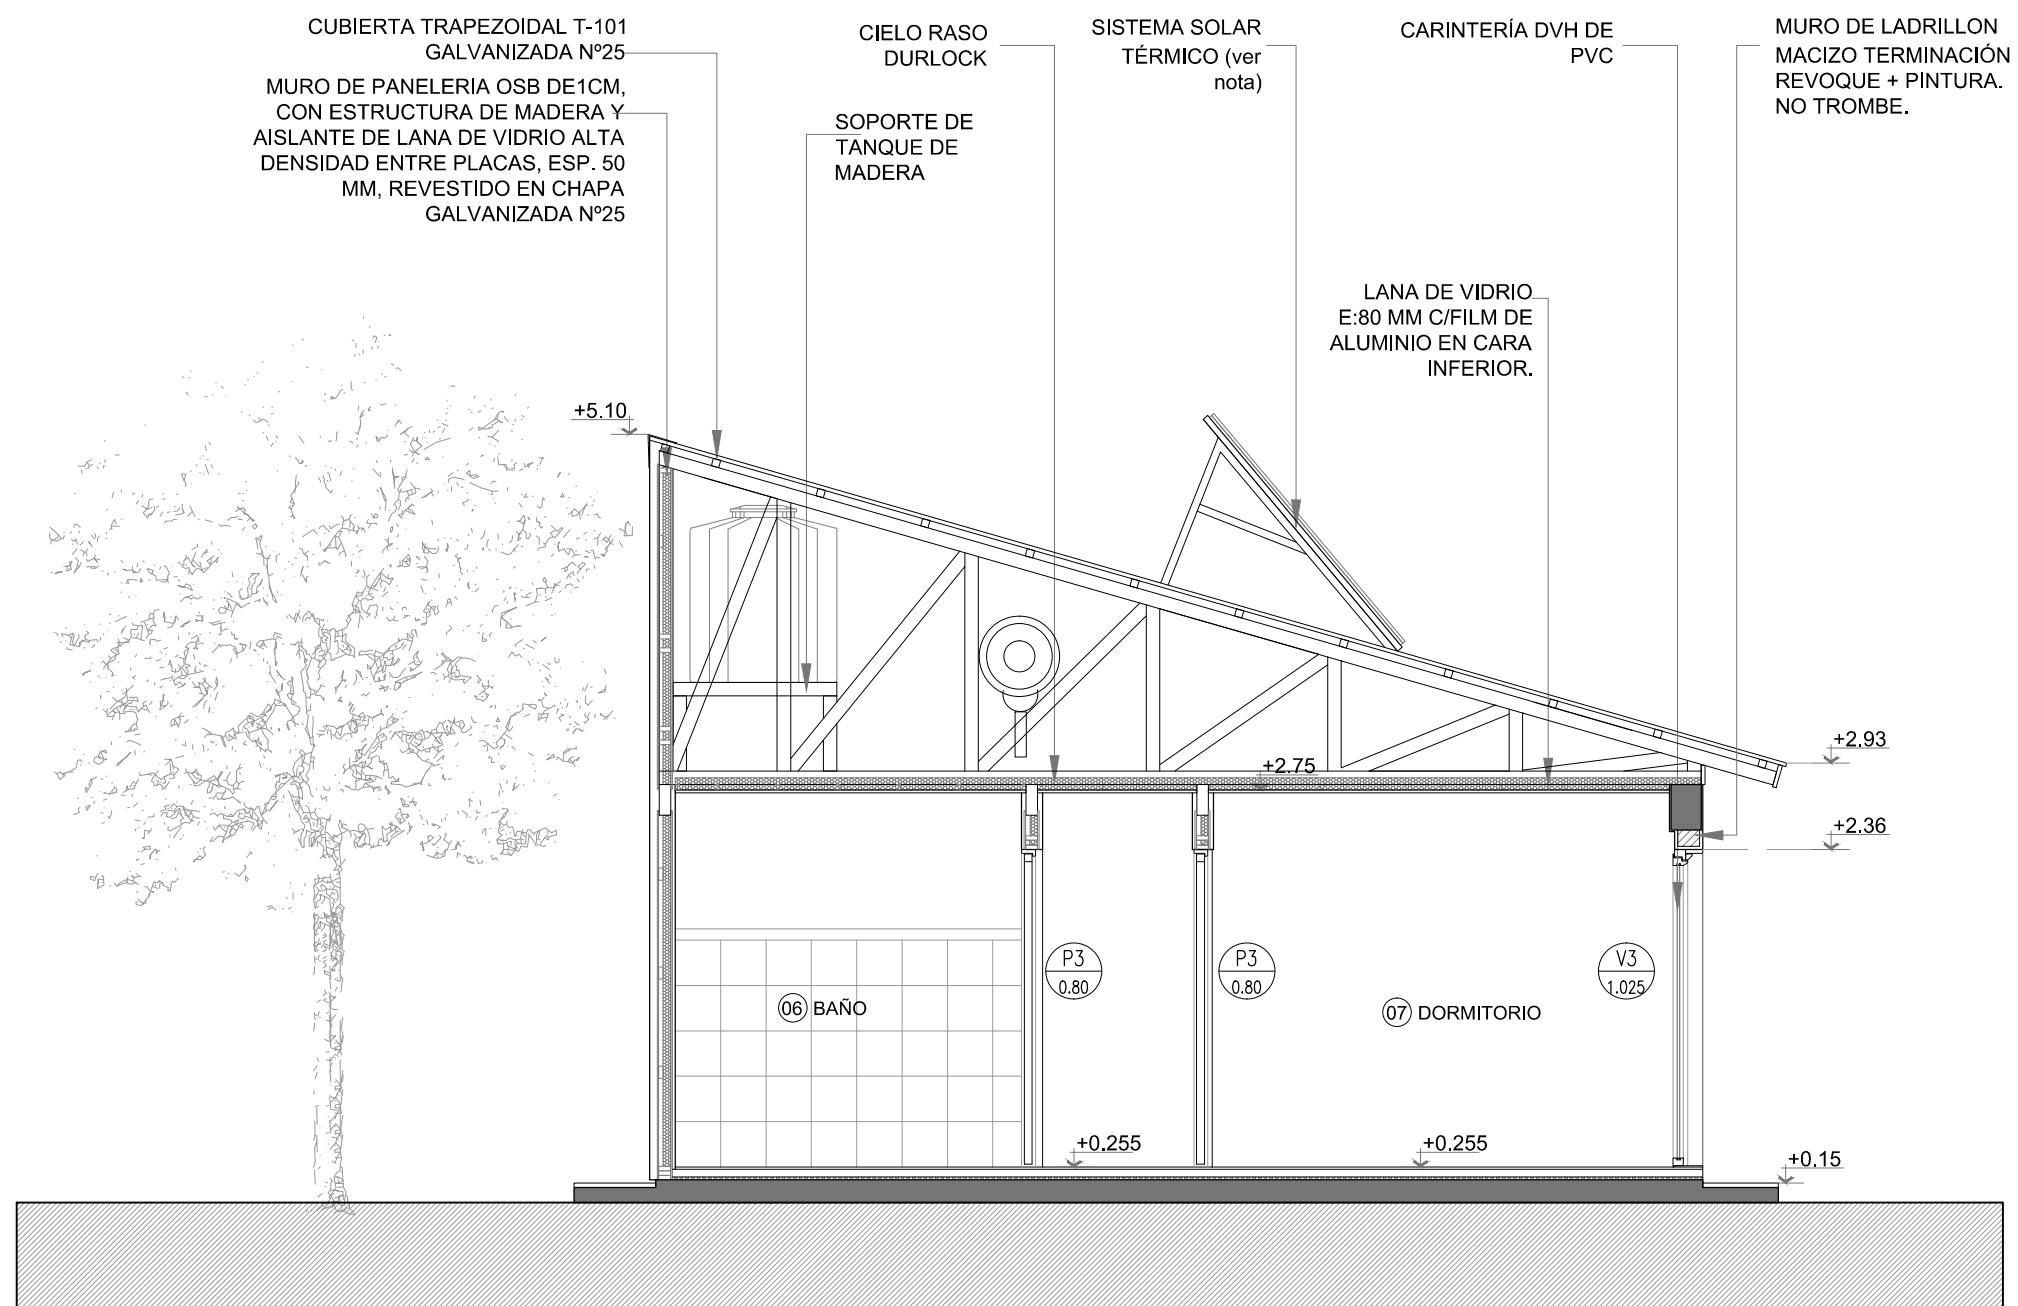 CUBIERTA TRAPEZOIDAL T-101
GALVANIZADA Nº25
MURO DE PANELERIA OSB DE1CM,
CON ESTRUCTURA DE MADERA Y
AISLANTE DE LANA DE VIDRIO ALTA
DENSIDAD ENTRE PLACAS, ESP. 50
MM, REVESTIDO EN CHAPA
GALVANIZADA Nº25
CIELO RASO
DURLOCK
SOPORTE DE
TANQUE DE
MADERA
SISTEMA SOLAR
TÉRMICO (ver
nota)
CARINTERÍA DVH DE
PVC
MURO DE LADRILLON
MACIZO TERMINACIÓN
REVOQUE + PINTURA.
NO TROMBE.
LANA DE VIDRIO
E:80 MM C/FILM DE
ALUMINIO EN CARA
INFERIOR.
+5.10
+2.93
+2.75
+2.36
P3
0.80
P3
0.80
V3
1.025
06 BAÑO
07 DORMITORIO
+0.255
+0.255
+0.15